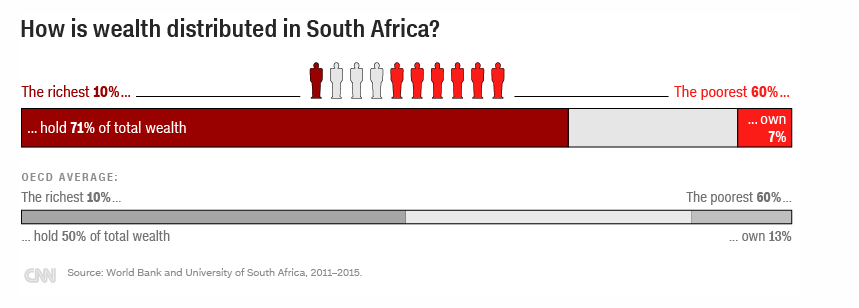 How is wealth distributed in South Africa?
The richest 10%...
The poorest 60%...
... hold 71% of total wealth
... own
7%
OECD AVERAGE:
The richest 10%...
The poorest 60%...
... hold 50% of total wealth
... own 13%
CNN
Source: World Bank and University of South Africa, 2011–2015.